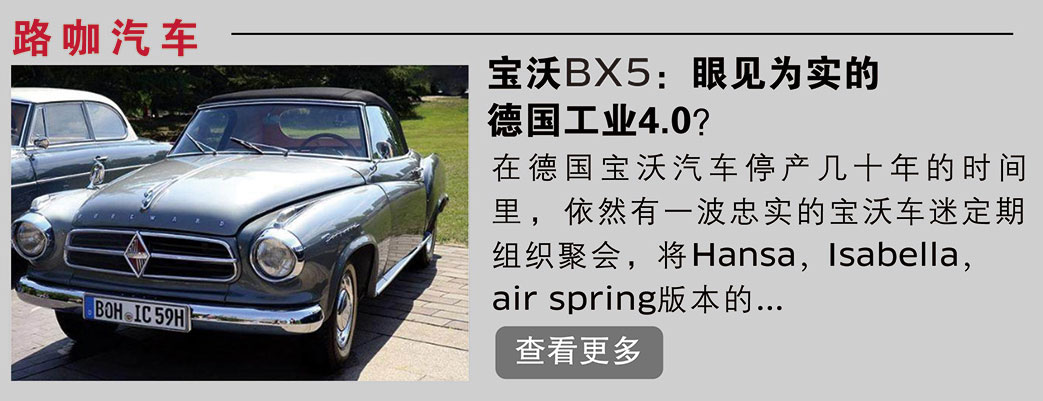 路咖汽车
宝沃BX5：眼见为实的
德国工业4.0？
在德国宝沃汽车停产几十年的时间
里，依然有一波忠实的宝沃车迷定期
组织聚会，将Hansa，Isabella，
air spring版本的...
查看更多
BORGWARD
BOH IC 59H